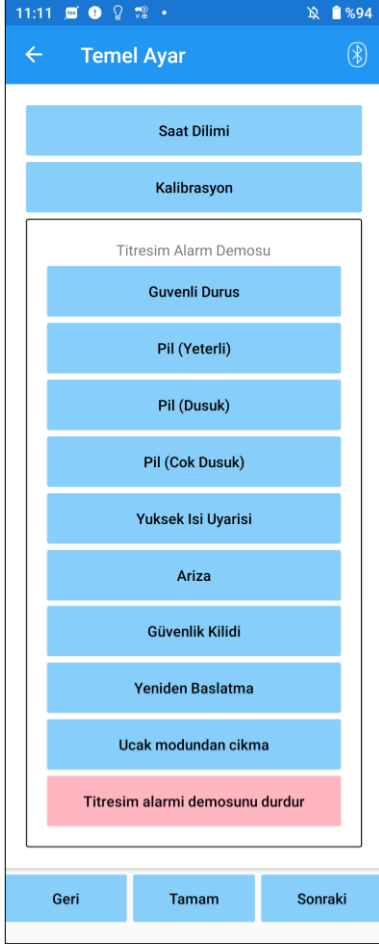 11:11 %94
Temel Ayar
Saat Dilimi
Kalibrasyon
Titresim Alarm Demosu
Guvenli Durus
Pil (Yeterli)
Pil (Dusuk)
Pil (Cok Dusuk)
Yuksek Isi Uyarisi
Ariza
Güvenlik Kilidi
Yeniden Baslatma
Ucak modundan cikma
Titresim alarmi demosunu durdur
Geri Tamam Sonraki